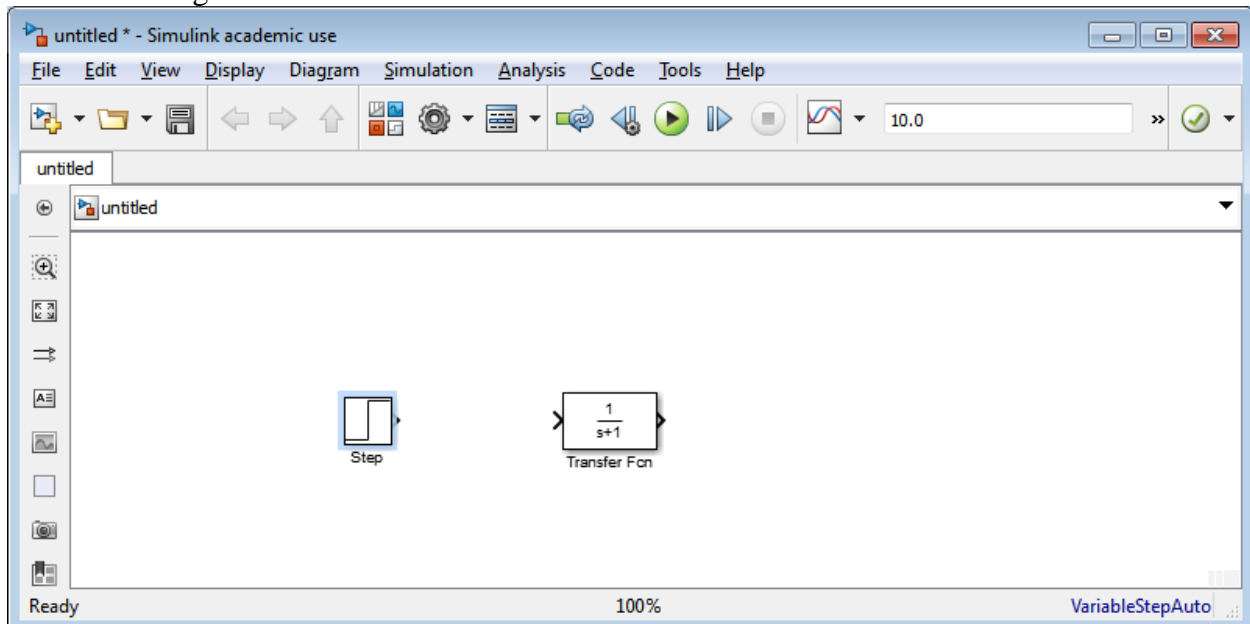 untitled * - Simulink academic use
File Edit View Display Diagram Simulation Analysis Code Tools Help
10.0 »
untitled
untitled
A
1
s+1
Step
Transfer Fcn
Ready 100% VariableStepAuto